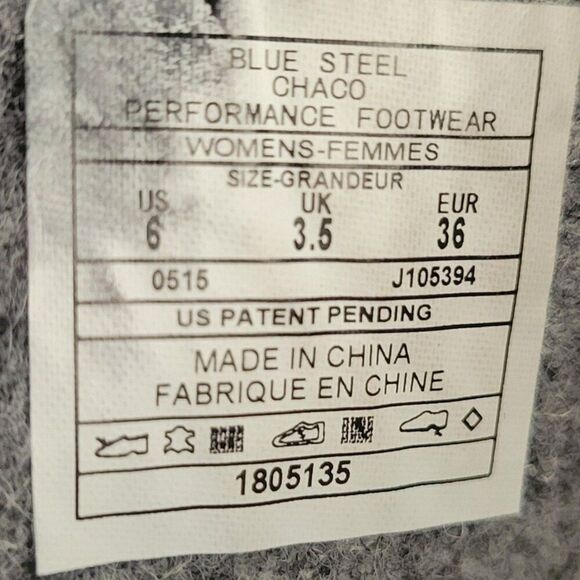 BLUE STEEL
CHACO
PERFORMANCE FOOTWEAR
WOMENS-FEMMES
SIZE-GRANDEUR
US UK EUR
6 3.5 36
0515 J105394
US PATENT PENDING
MADE IN CHINA
FABRIQUE EN CHINE
1805135